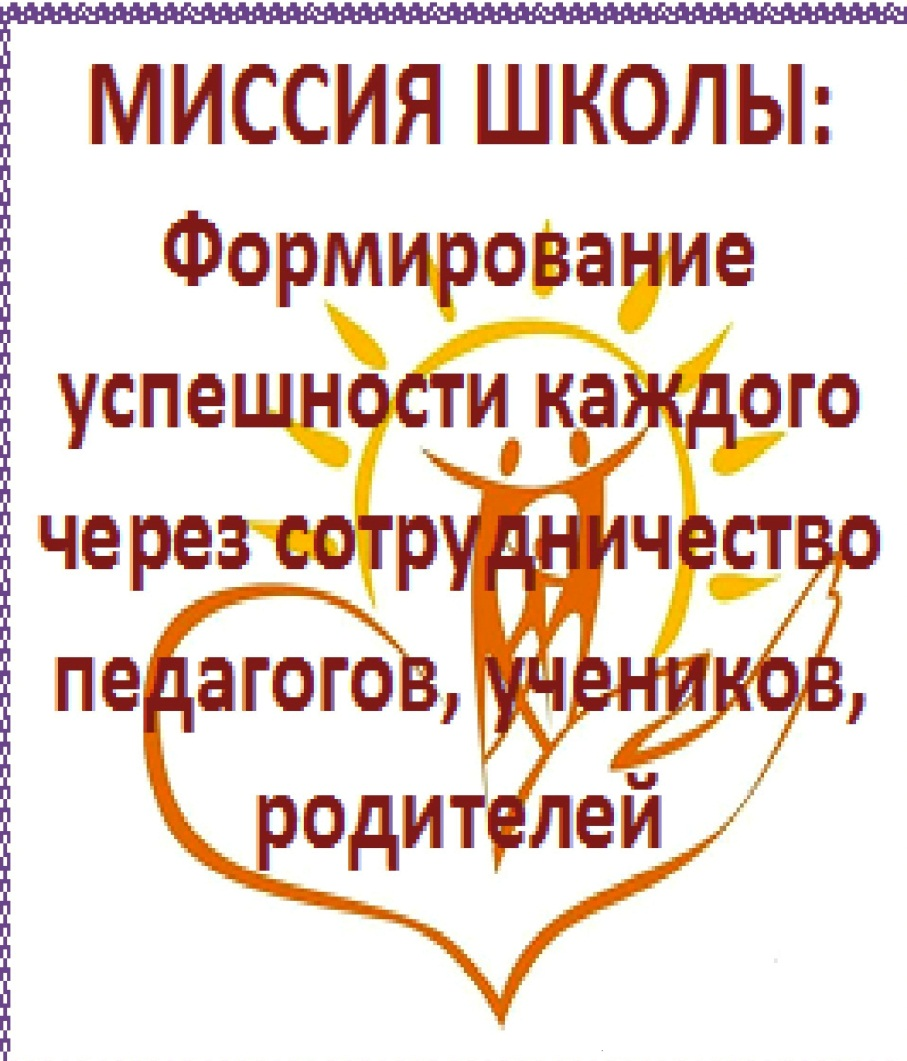 МИССИЯ ШКОЛЫ:
Формирование
успешности каждого
через сотрудничество
педагогов, учеников,
родителей